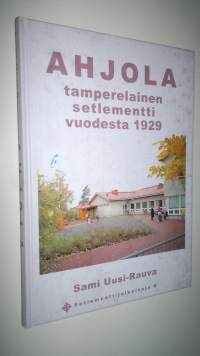 AHJOLA
tamperelainen
setlementti
vuodesta 1929
Sami Uusi-Rauva
Setlementtijulkaisuja 8